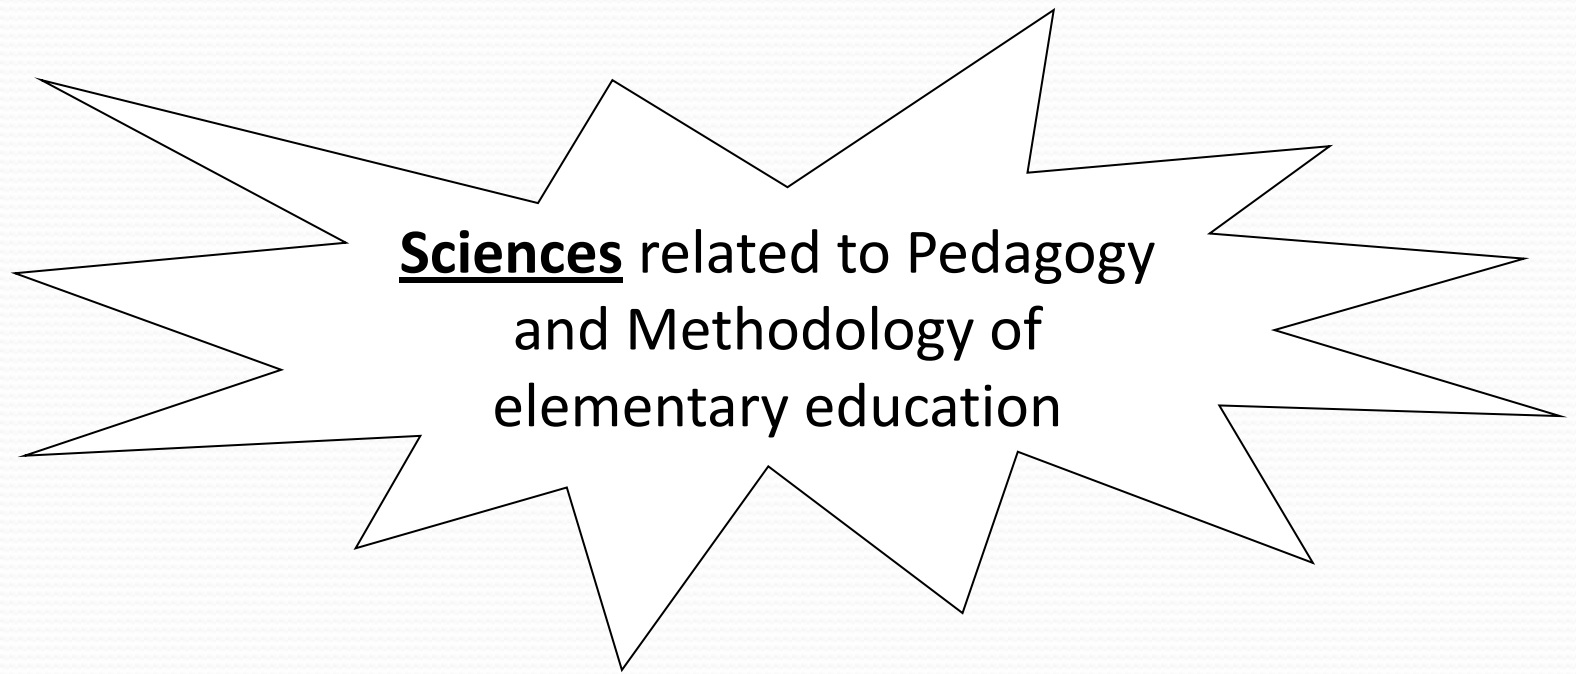 Sciences related to Pedagogy
and Methodology of
elementary education